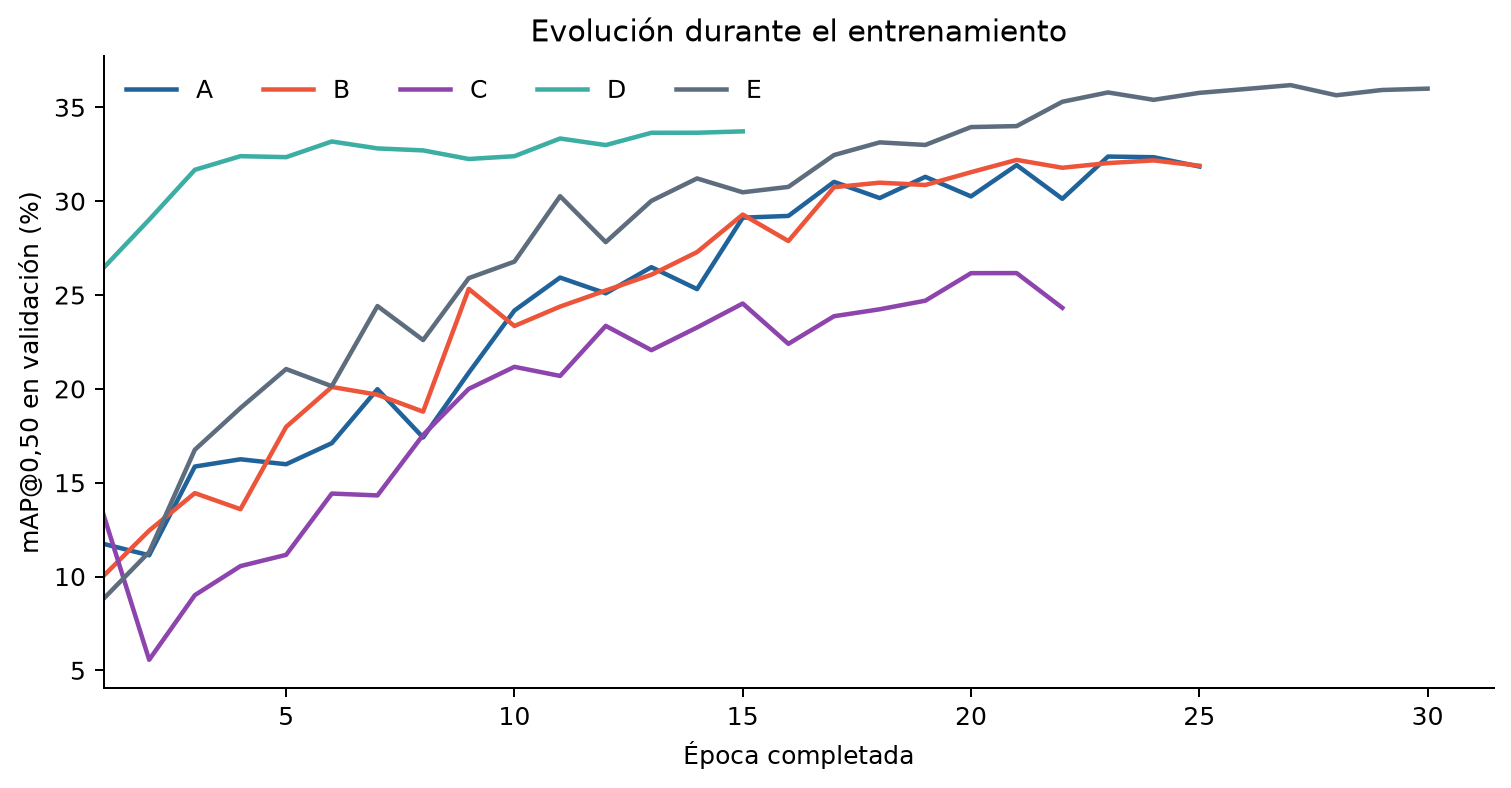 Evolución durante el entrenamiento
A B C D E
mAP@0,50 en validación (%)
35
30
25
20
15
10
5
5 10 15 20 25 30
Época completada